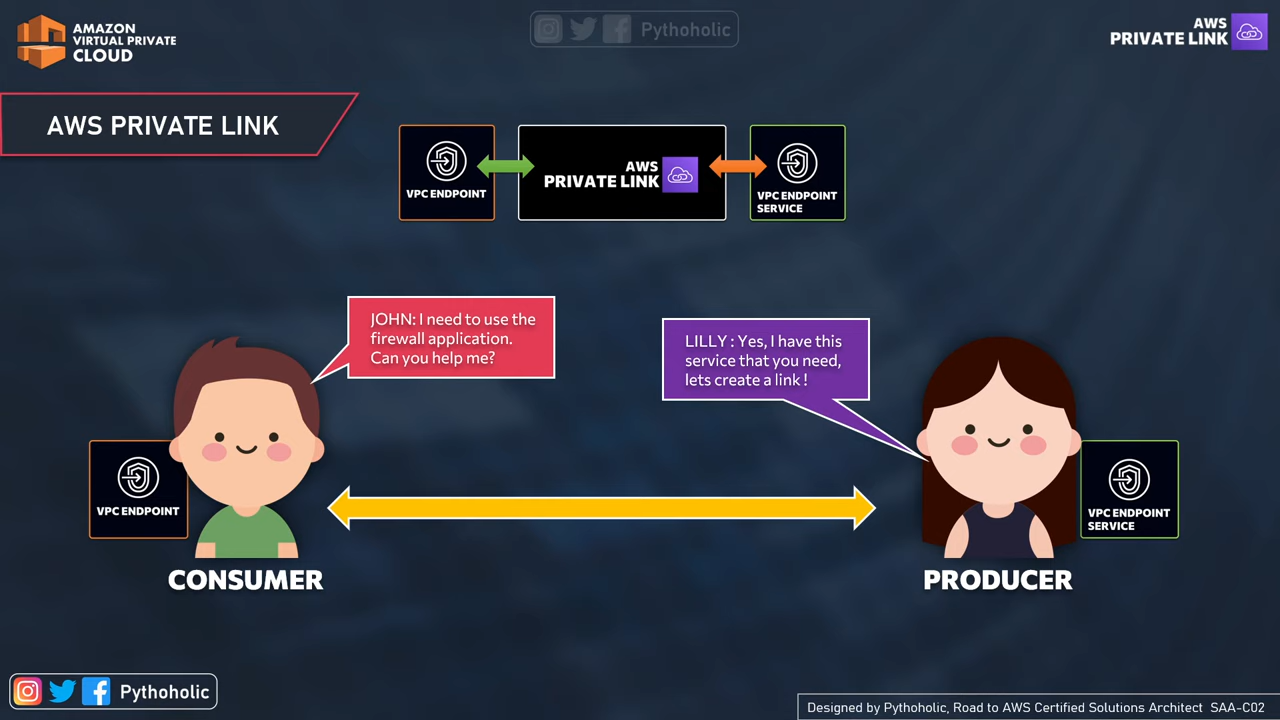 AMAZON
VIRTUAL PRIVATE
CLOUD
Pythoholic
AWS
PRIVATE LINK
AWS PRIVATE LINK
VPC ENDPOINT
AWS
PRIVATE LINK
VPC ENDPOINT
SERVICE
JOHN: I need to use the
firewall application.
Can you help me?
LILLY : Yes, I have this
service that you need,
lets create a link !
VPC ENDPOINT
VPC ENDPOINT
SERVICE
CONSUMER
PRODUCER
Pythoholic
Designed by Pythoholic, Road to AWS Certified Solutions Architect SAA-C02